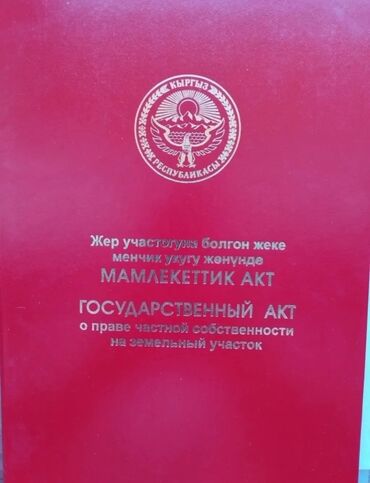 КЫРГЫЗ
РЕСПУБЛИКАСЫ
Жер участогуна болгон жеке
менчик укугу жөнүндө
МАМЛЕКЕТТИК АКТ
ГОСУДАРСТВЕННЫЙ АКТ
о праве частной собственности
на земельный участок